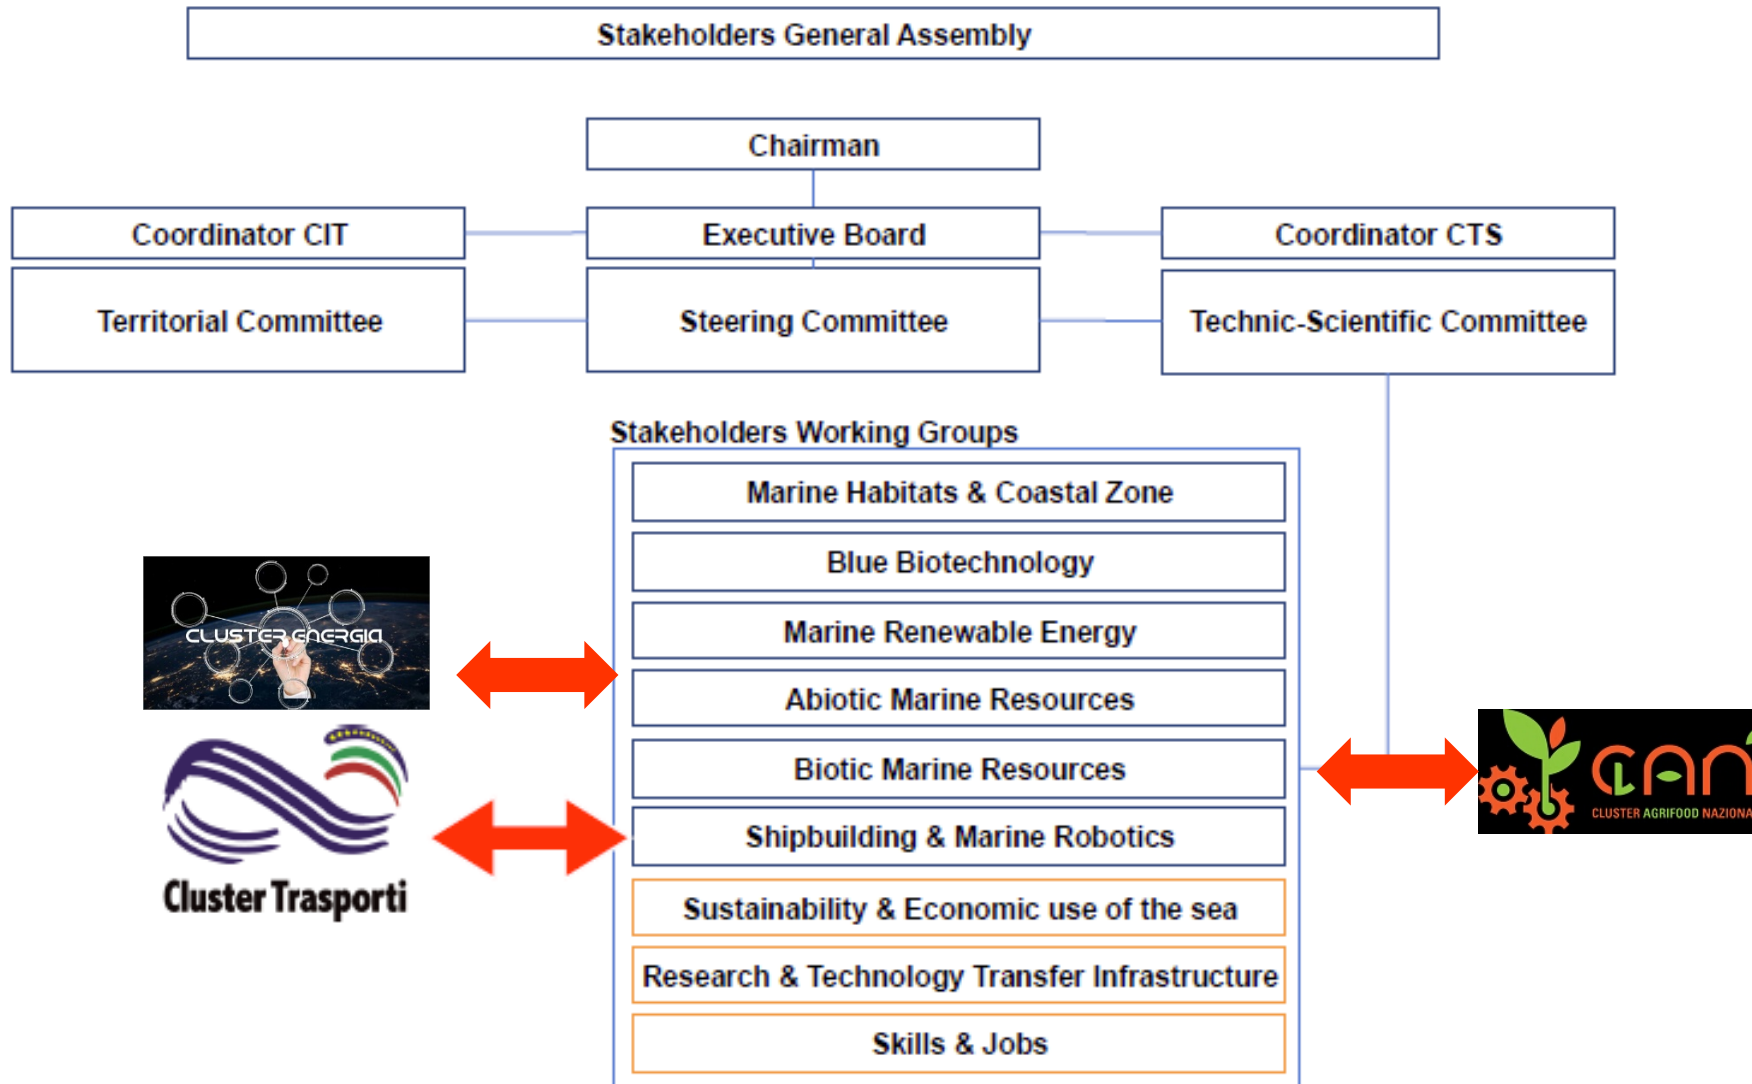 Stakeholders General Assembly
Chairman
Coordinator CIT
Executive Board
Coordinator CTS
Territorial Committee
Steering Committee
Technic-Scientific Committee
Stakeholders Working Groups
Marine Habitats & Coastal Zone
Blue Biotechnology
Marine Renewable Energy
Abiotic Marine Resources
Biotic Marine Resources
Shipbuilding & Marine Robotics
Sustainability & Economic use of the sea
Research & Technology Transfer Infrastructure
Skills & Jobs
CLUSTER ENERGIA
Cluster Trasporti
CLAN
CLUSTER AGRIFOOD NAZIONA